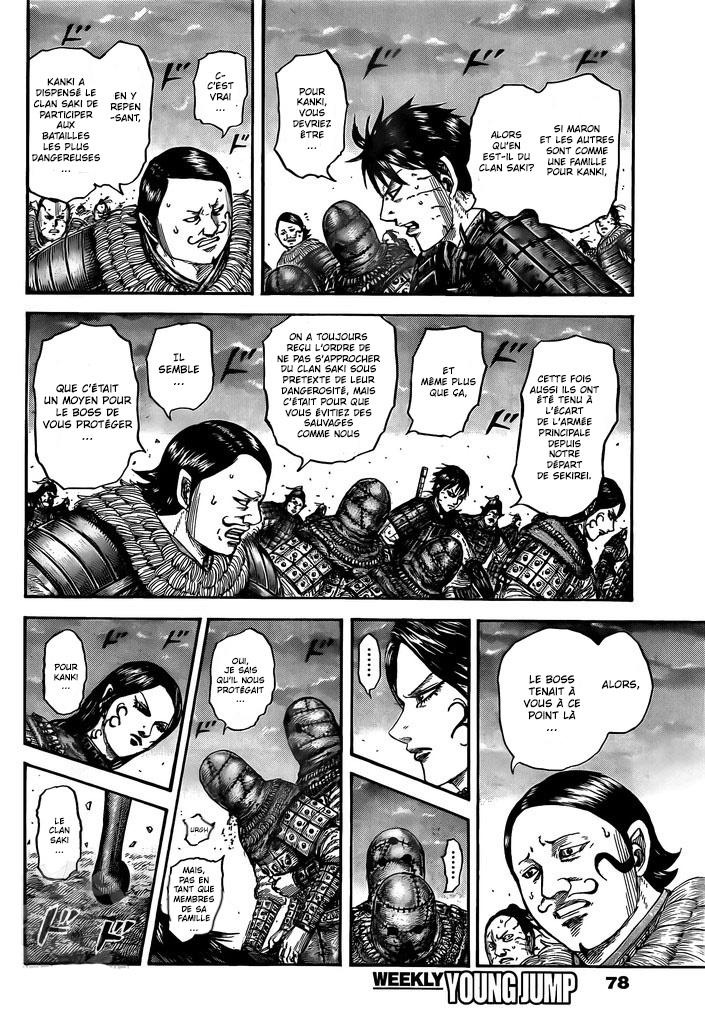 SI MARON
ET LES AUTRES
SONT COMME
UNE FAMILLE
POUR KANKI,
ALORS
QU'EN
EST-IL DU
CLAN SAKI?
POUR
KANKI,
VOUS
DEVRIEZ
ÊTRE
...
C-
C'EST
VRAI
...
EN Y
REPEN
-SANT,
KANKI A
DISPENSÉ LE
CLAN SAKI DE
PARTICIPER
AUX
BATAILLES
LES PLUS
DANGEREUSES
...
CETTE FOIS
AUSSI ILS ONT
ÉTÉ TENU À
L'ÉCART
DE L'ARMÉE
PRINCIPALE
DEPUIS
NOTRE
DÉPART
DE SEKIREI.
ET
MÊME PLUS
QUE ÇA,
ON A TOUJOURS
REÇU L'ORDRE DE
NE PAS S'APPROCHER
DU CLAN SAKI SOUS
PRETEXTE DE LEUR
DANGEROSITÉ, MAIS
C'ÉTAIT POUR QUE
VOUS ÉVITIEZ DES
SAUVAGES
COMME NOUS
IL
SEMBLE
...
QUE C'ÉTAIT
UN MOYEN POUR
LE BOSS DE
VOUS PROTÉGER
...
ALORS,
LE BOSS
TENAIT À
VOUS À CE
POINT LÀ
...
......
......
OUI,
JE SAIS
QU'IL NOUS
PROTÉGAIT
...
URGH
MAIS,
PAS EN
TANT QUE
MEMBRES
DE SA
FAMILLE
...
POUR
KANKI
...
LE
CLAN
SAKI
...
ドド
ドド
WEEKLY YOUNG JUMP 78